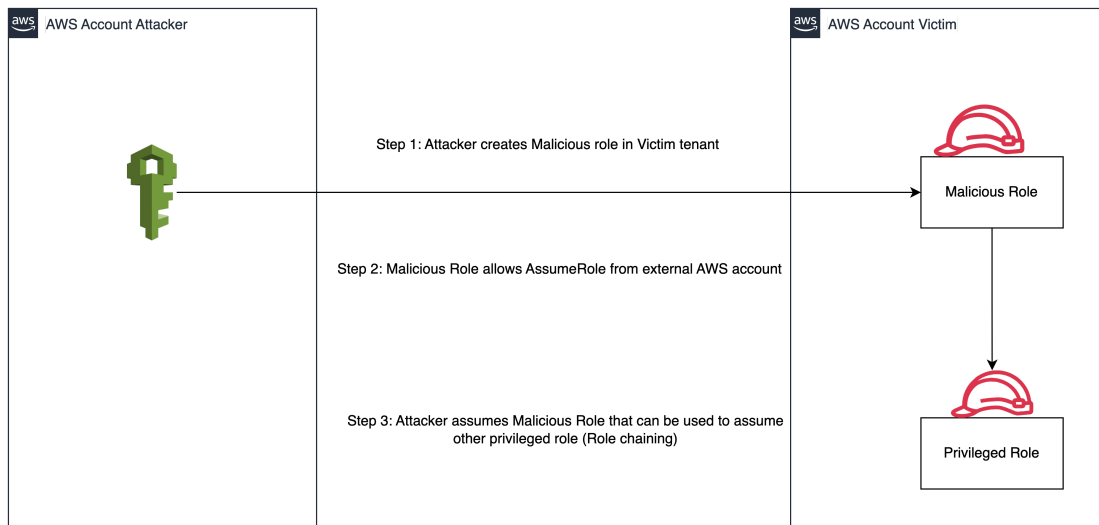 aws
AWS Account Attacker
aws
AWS Account Victim
Step 1: Attacker creates Malicious role in Victim tenant
Malicious Role
Step 2: Malicious Role allows AssumeRole from external AWS account
Step 3: Attacker assumes Malicious Role that can be used to assume
other privileged role (Role chaining)
Privileged Role